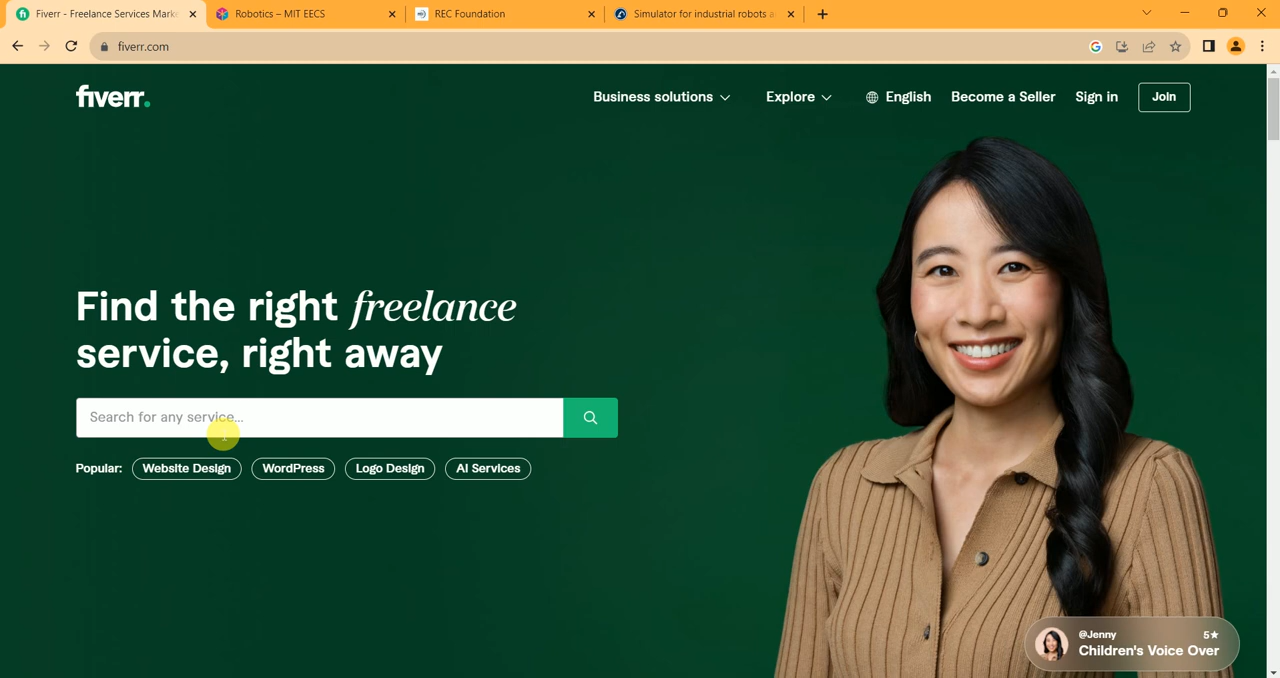 Fiverr - Freelance Services Marke
Robotics – MIT EECS
REC Foundation
Simulator for industrial robots a
fiverr.com
fiverr.
Business solutions
Explore
English
Become a Seller
Sign in
Join
Find the right freelance
service, right away
Search for any service...
Popular:
Website Design
WordPress
Logo Design
AI Services
@Jenny
5★
Children's Voice Over